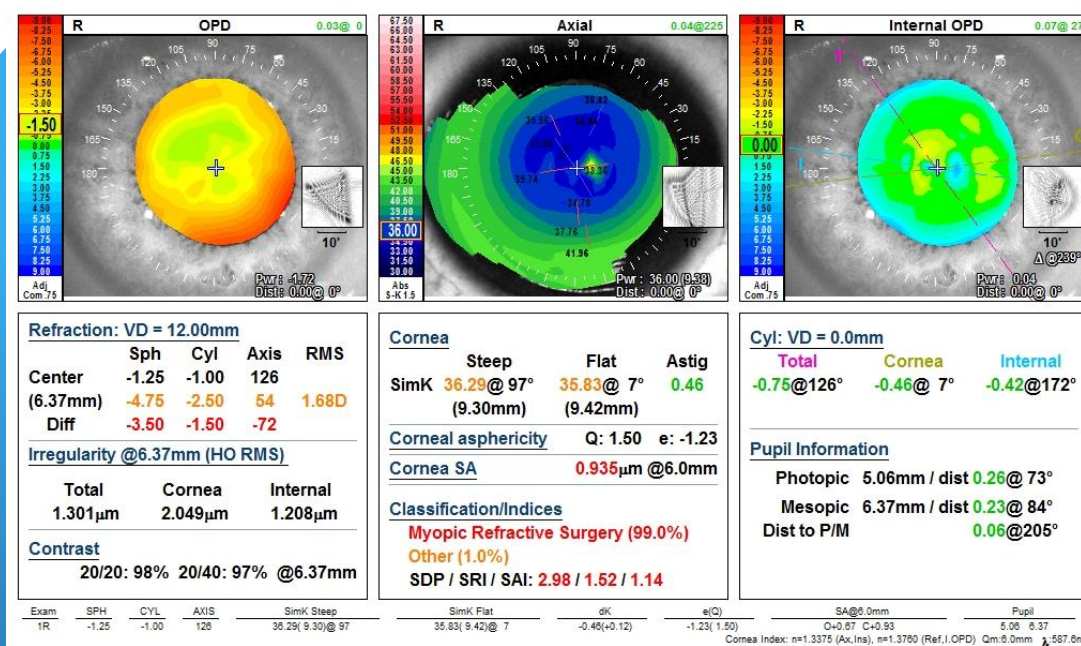 R OPD 0.03@ 0
-1.50
Adj
Com .75
10'
Pwr : -1.72
Dist : 0.00@ 0°
R Axial 0.04@225
36.00
Abs
S-K 1.5
35.74
37.76
41.96
10'
Pwr : 36.00 (9.38)
Dist : 0.00@ 0°
R Internal OPD
0.00
Adj
Com .75
10'
Δ @239°
Pwr : 0.04
Dist : 0.00@ 0°
Refraction: VD = 12.00mm
Sph Cyl Axis RMS
Center -1.25 -1.00 126
(6.37mm) -4.75 -2.50 54 1.68D
Diff -3.50 -1.50 -72
Irregularity @6.37mm (HO RMS)
Total Cornea Internal
1.301µm 2.049µm 1.208µm
Contrast
20/20: 98% 20/40: 97% @6.37mm
Cornea
Steep Flat Astig
SimK 36.29@ 97° 35.83@ 7° 0.46
(9.30mm) (9.42mm)
Corneal asphericity Q: 1.50 e: -1.23
Cornea SA 0.935µm @6.0mm
Classification/Indices
Myopic Refractive Surgery (99.0%)
Other (1.0%)
SDP / SRI / SAI: 2.98 / 1.52 / 1.14
Cyl: VD = 0.0mm
Total Cornea Internal
-0.75@126° -0.46@ 7° -0.42@172°
Pupil Information
Photopic 5.06mm / dist 0.26@ 73°
Mesopic 6.37mm / dist 0.23@ 84°
Dist to P/M 0.06@205°
Exam SPH CYL AXIS SimK Steep SimK Flat dK e(Q) SA@6.0mm Pupil
1R -1.25 -1.00 126 36.29( 9.30)@ 97 35.83( 9.42)@ 7 -0.46(+0.12) -1.23( 1.50) O+0.67 C+0.93 5.06 6.37
Cornea Index: n=1.3375 (Ax,Ins), n=1.3760 (Ref,I.OPD) Qm:6.0mm λ:587.6n